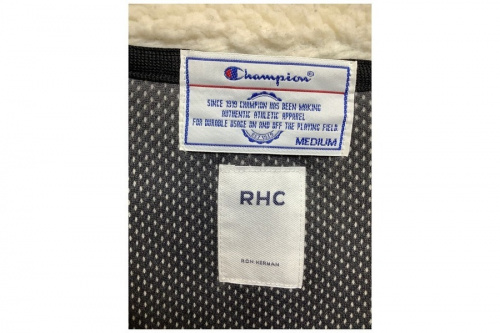 Champion®
SINCE 1919 CHAMPION HAS BEEN MAKING
AUTHENTIC ATHLETIC APPAREL
FOR DURABLE USAGE ON AND OFF THE PLAYING FIELD
MEDIUM
RHC
RON HERMAN